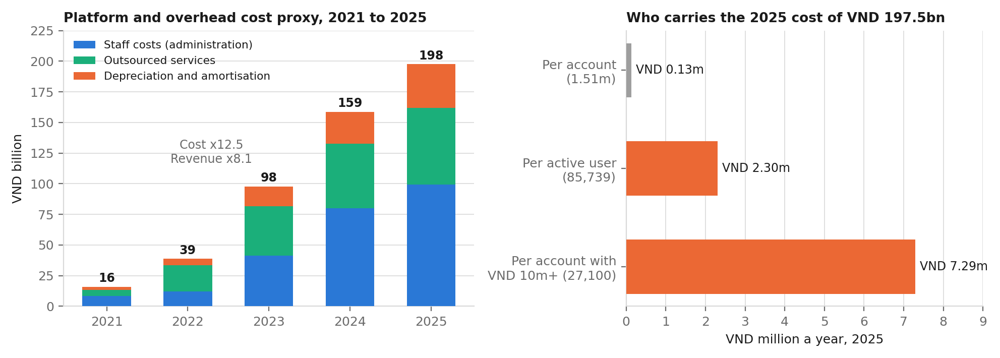 Platform and overhead cost proxy, 2021 to 2025
225
200
175
150
125
100
75
50
25
0
VND billion
Staff costs (administration)
Outsourced services
Depreciation and amortisation
Cost x12.5
Revenue x8.1
16
39
98
159
198
2021
2022
2023
2024
2025
Who carries the 2025 cost of VND 197.5bn
Per account
(1.51m)
VND 0.13m
Per active user
(85,739)
VND 2.30m
Per account with
VND 10m+ (27,100)
VND 7.29m
0
1
2
3
4
5
6
7
8
9
VND million a year, 2025